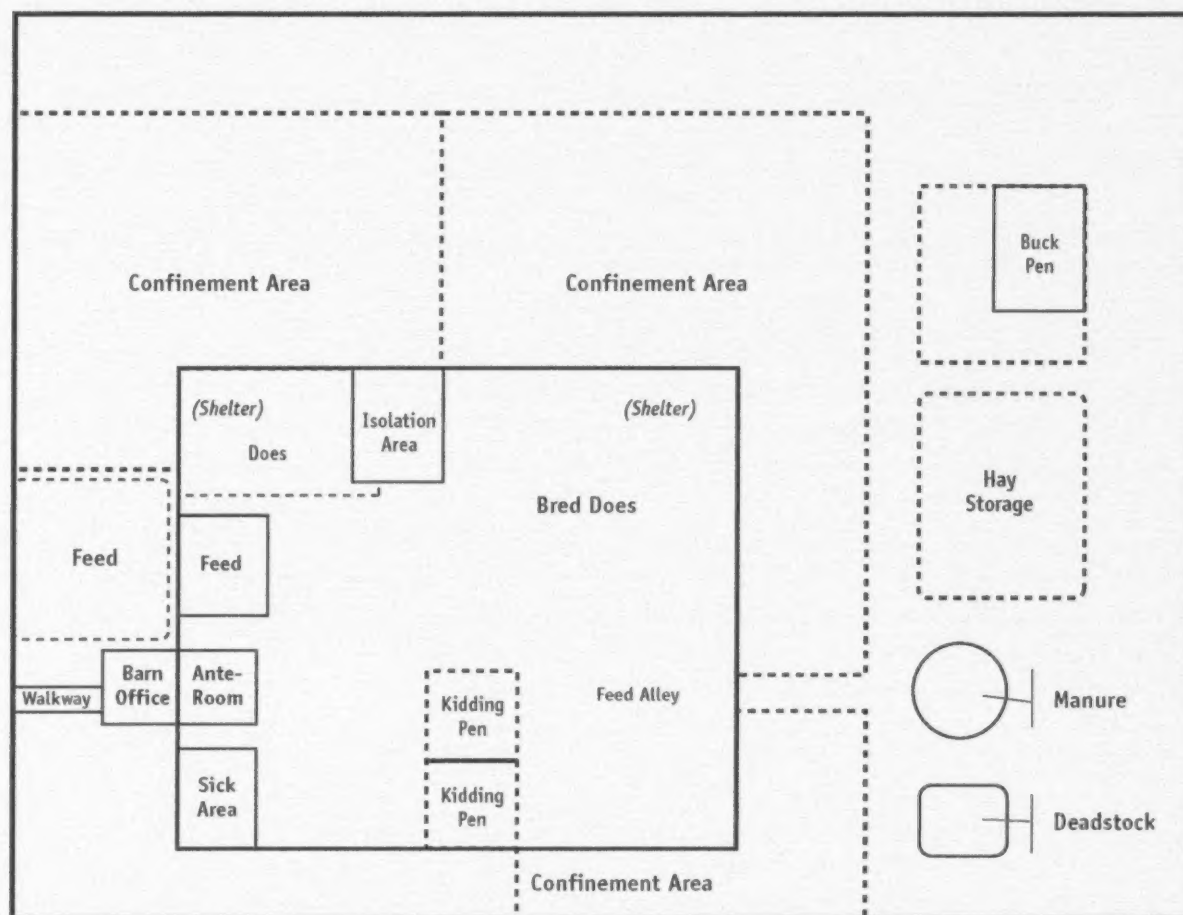 Confinement Area
Confinement Area
Buck
Pen
(Shelter)
Does
Isolation
Area
(Shelter)
Bred Does
Hay
Storage
Feed
Feed
Walkway
Barn
Office
Ante-
Room
Sick
Area
Kidding
Pen
Kidding
Pen
Feed Alley
Manure
Deadstock
Confinement Area